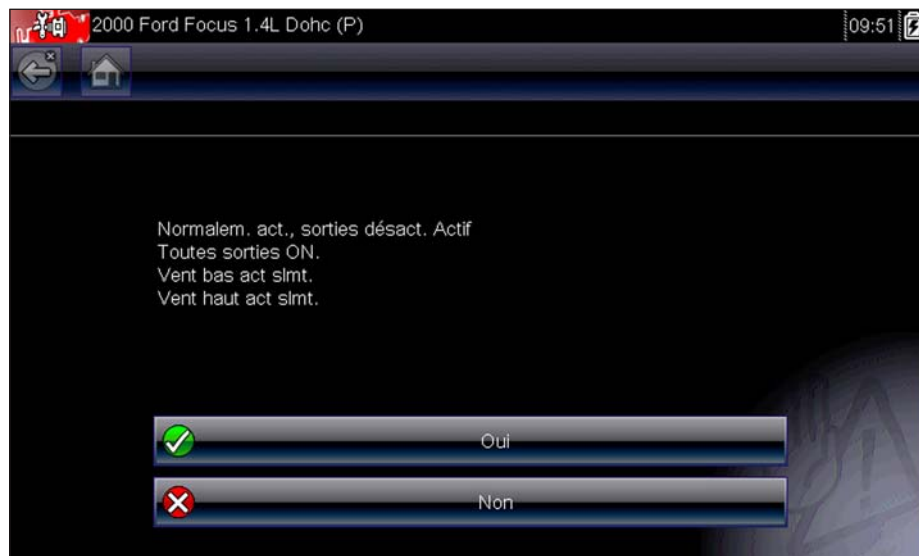 2000 Ford Focus 1.4L Dohc (P)
09:51
Normalem. act., sorties désact. Actif
Toutes sorties ON.
Vent bas act slmt.
Vent haut act slmt.
Oui
Non